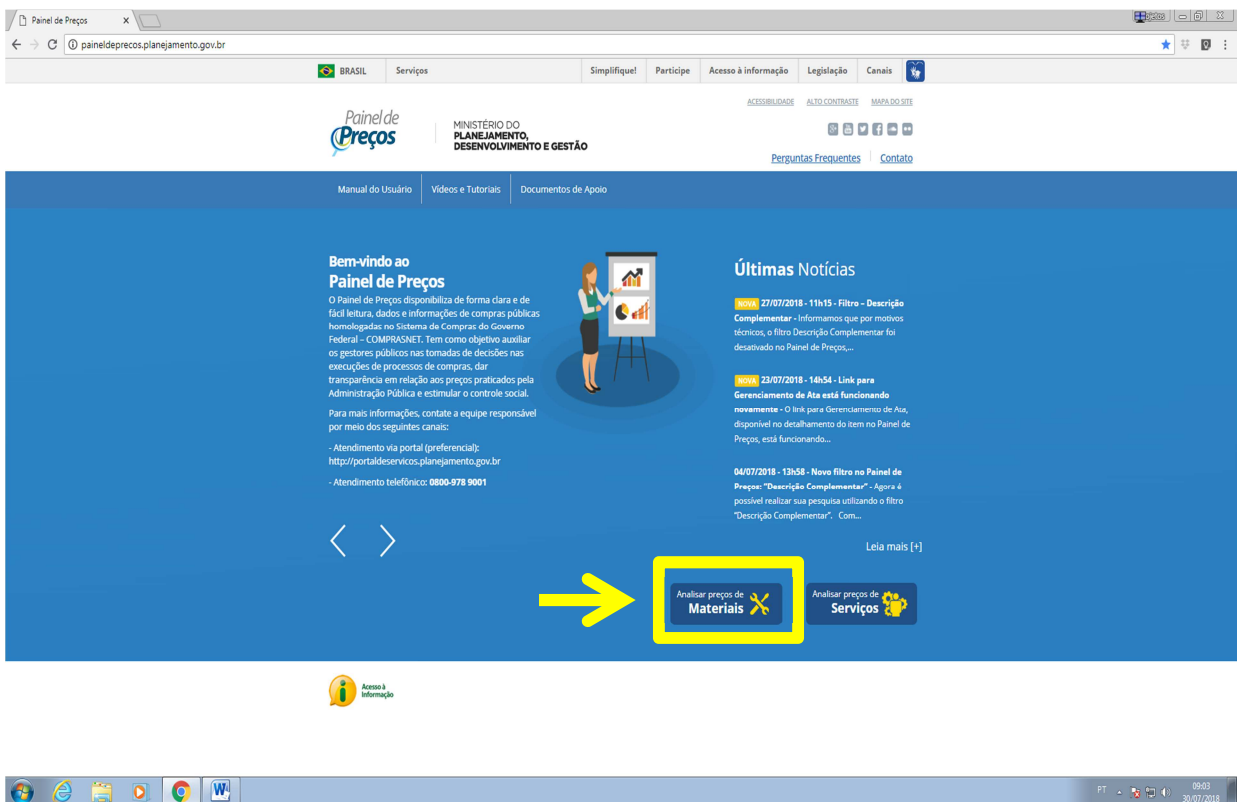 Painel de Preços
paineldeprecos.planejamento.gov.br
BRASIL Serviços Simplifique! Participe Acesso à informação Legislação Canais
ACESSIBILIDADE ALTO CONTRASTE MAPA DO SITE
Painel de
Preços
MINISTÉRIO DO
PLANEJAMENTO,
DESENVOLVIMENTO E GESTÃO
Perguntas Frequentes Contato
Manual do Usuário Vídeos e Tutoriais Documentos de Apoio
Bem-vindo ao
Painel de Preços
O Painel de Preços disponibiliza de forma clara e de
fácil leitura, dados e informações de compras públicas
homologadas no Sistema de Compras do Governo
Federal – COMPRASNET. Tem como objetivo auxiliar
os gestores públicos nas tomadas de decisões nas
execuções de processos de compras, dar
transparência em relação aos preços praticados pela
Administração Pública e estimular o controle social.
Para mais informações, contate a equipe responsável
por meio dos seguintes canais:
- Atendimento via portal (preferencial):
http://portaldeservicos.planejamento.gov.br
- Atendimento telefônico: 0800-978 9001
Últimas Notícias
NOVA 27/07/2018 - 11h15 - Filtro – Descrição
Complementar - Informamos que por motivos
técnicos, o filtro Descrição Complementar foi
desativado no Painel de Preços,...
NOVA 23/07/2018 - 14h54 - Link para
Gerenciamento de Ata está funcionando
novamente - O link para Gerenciamento de Ata,
disponível no detalhamento do item no Painel de
Preços, está funcionando...
04/07/2018 - 13h58 - Novo filtro no Painel de
Preços: "Descrição Complementar" - Agora é
possível realizar sua pesquisa utilizando o filtro
"Descrição Complementar". Com...
Leia mais [+]
Analisar preços de
Materiais
Analisar preços de
Serviços
Acesso à
Informação
PT
09:03
30/07/2018